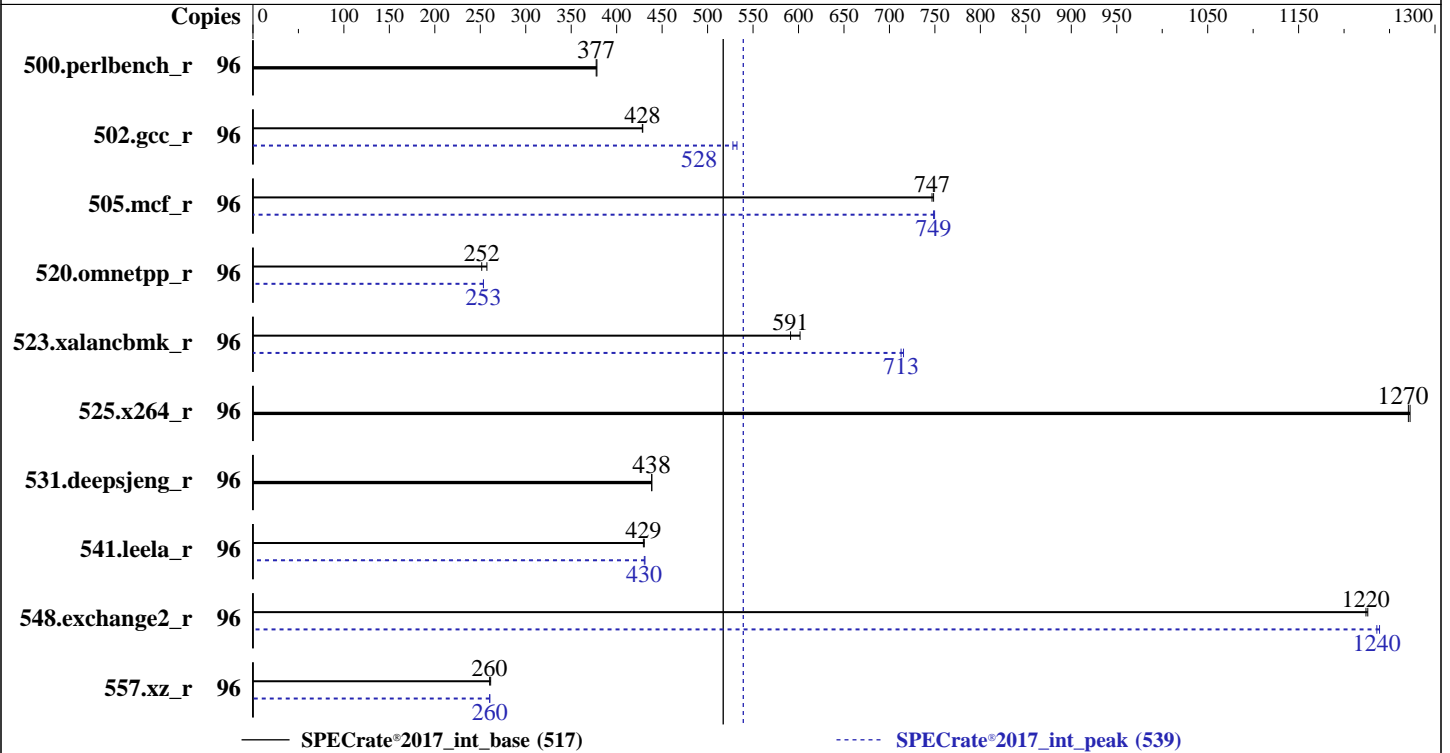 Copies 0 100 150 200 250 300 350 400 450 500 550 600 650 700 750 800 850 900 950 1050 1150 1300
377
500.perlbench_r 96
428
502.gcc_r 96
528
747
505.mcf_r 96
749
252
520.omnetpp_r 96
253
591
523.xalancbmk_r 96
713
1270
525.x264_r 96
438
531.deepsjeng_r 96
429
541.leela_r 96
430
1220
548.exchange2_r 96
1240
260
557.xz_r 96
260
SPECrate®2017_int_base (517) SPECrate®2017_int_peak (539)